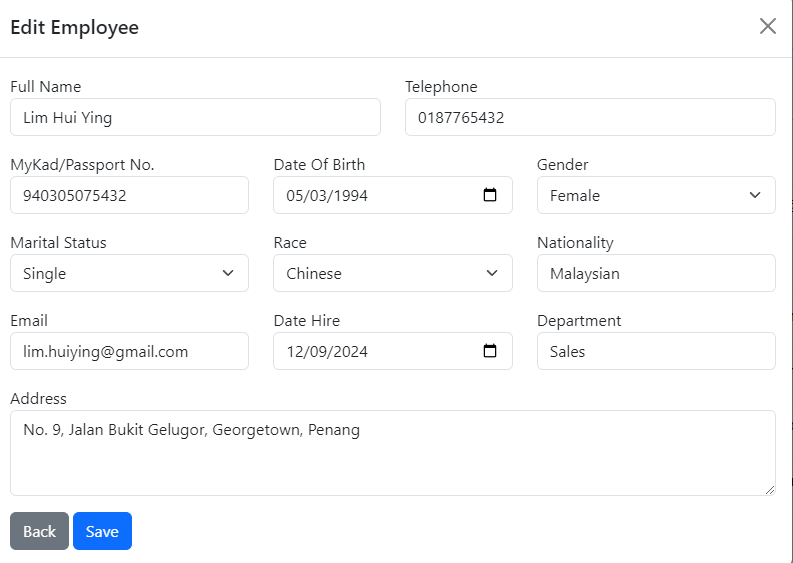 Edit Employee
Full Name Telephone
Lim Hui Ying 0187765432
MyKad/Passport No. Date Of Birth Gender
940305075432 05/03/1994 Female
Marital Status Race Nationality
Single Chinese Malaysian
Email Date Hire Department
lim.huiying@gmail.com 12/09/2024 Sales
Address
No. 9, Jalan Bukit Gelugor, Georgetown, Penang
Back Save